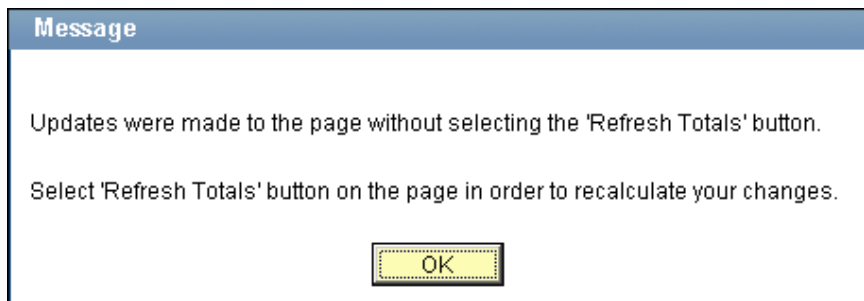 Message
Updates were made to the page without selecting the 'Refresh Totals' button.
Select 'Refresh Totals' button on the page in order to recalculate your changes.
OK